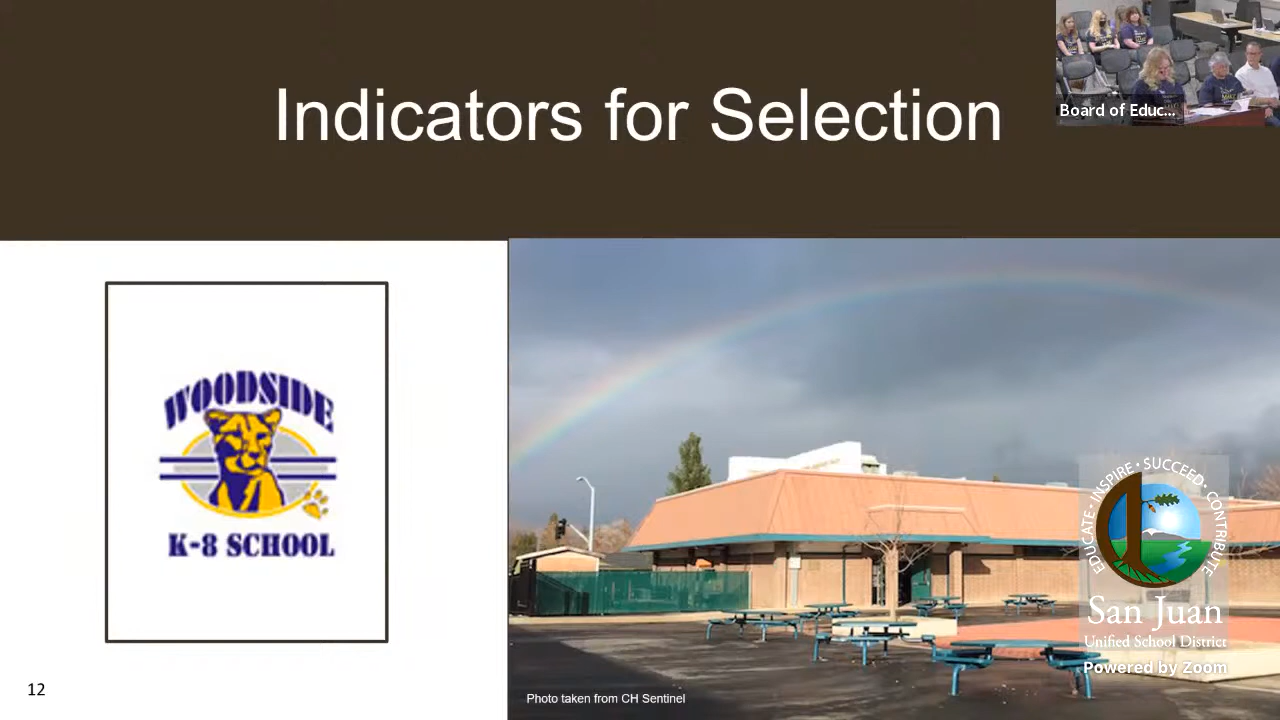 Indicators for Selection
Board of Educ...
WOODSIDE
K-8 SCHOOL
EDUCATE • INSPIRE • SUCCEED • CONTRIBUTE
San Juan
Unified School District
Powered by Zoom
Photo taken from CH Sentinel
12